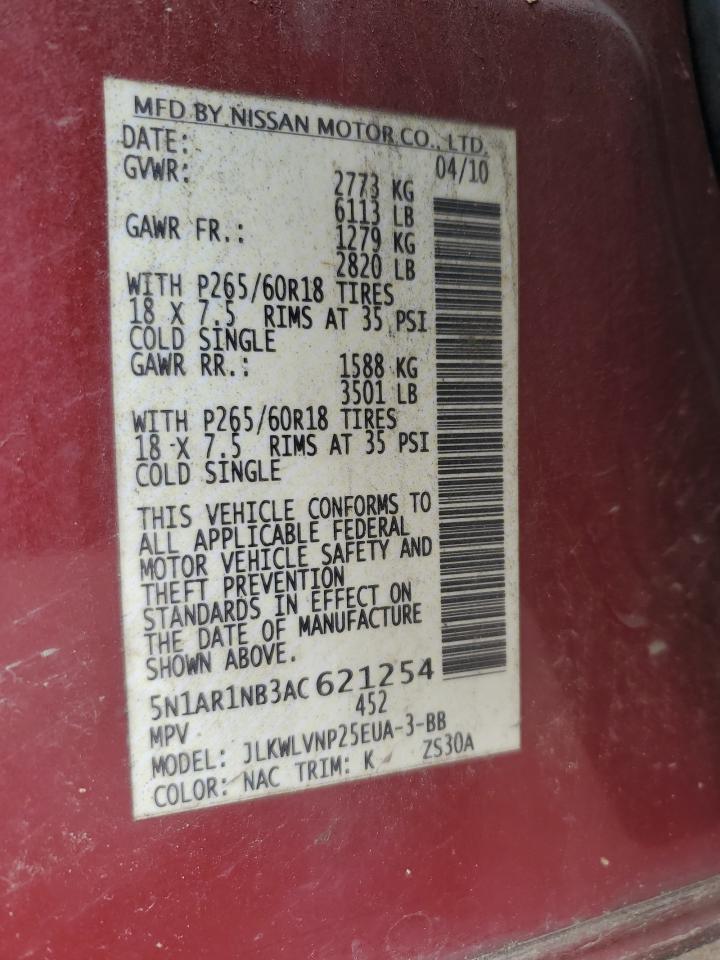 MFD BY NISSAN MOTOR CO., LTD.
DATE: 04/10
GVWR: 2773 KG
6113 LB
GAWR FR.: 1279 KG
2820 LB
WITH P265/60R18 TIRES
18 X 7.5 RIMS AT 35 PSI
COLD SINGLE
GAWR RR.: 1588 KG
3501 LB
WITH P265/60R18 TIRES
18 X 7.5 RIMS AT 35 PSI
COLD SINGLE
THIS VEHICLE CONFORMS TO
ALL APPLICABLE FEDERAL
MOTOR VEHICLE SAFETY AND
THEFT PREVENTION
STANDARDS IN EFFECT ON
THE DATE OF MANUFACTURE
SHOWN ABOVE.
5N1AR1NB3AC621254
MPV 452
MODEL: JLKWLVNP25EUA-3-BB
COLOR: NAC TRIM: K ZS30A